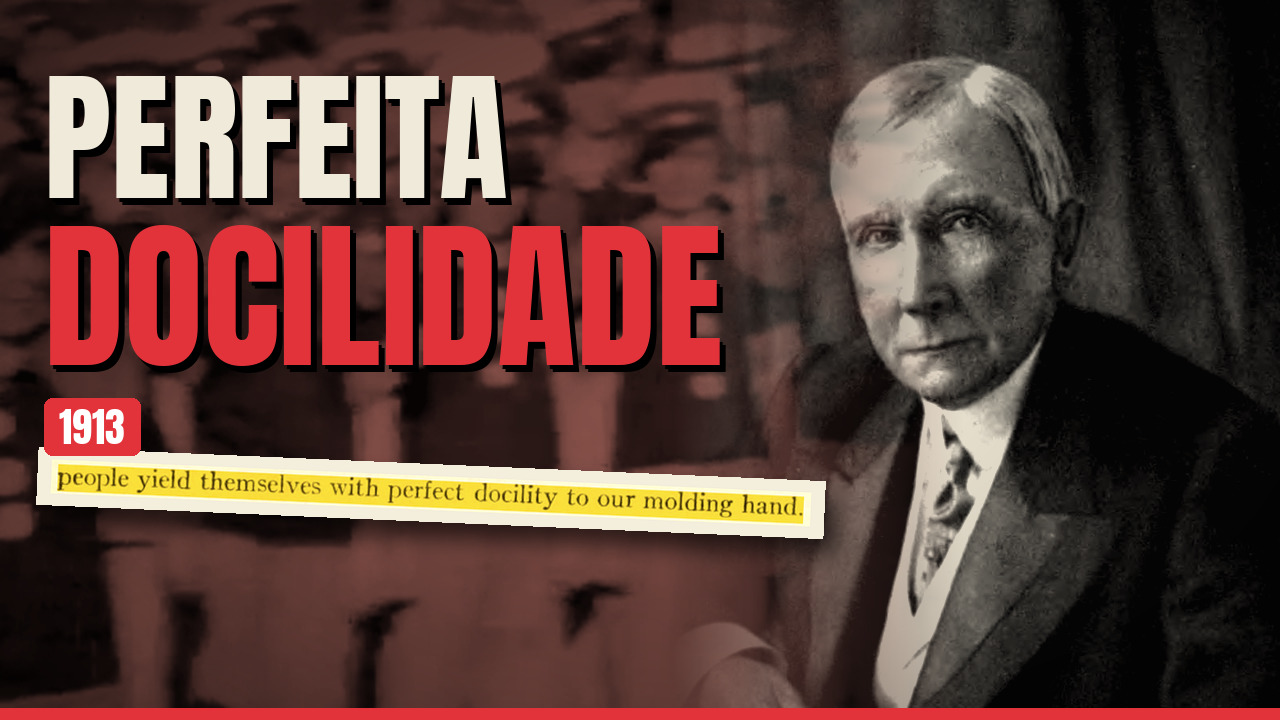 PERFEITA
DOCILIDADE
1913
people yield themselves with perfect docility to our molding hand.